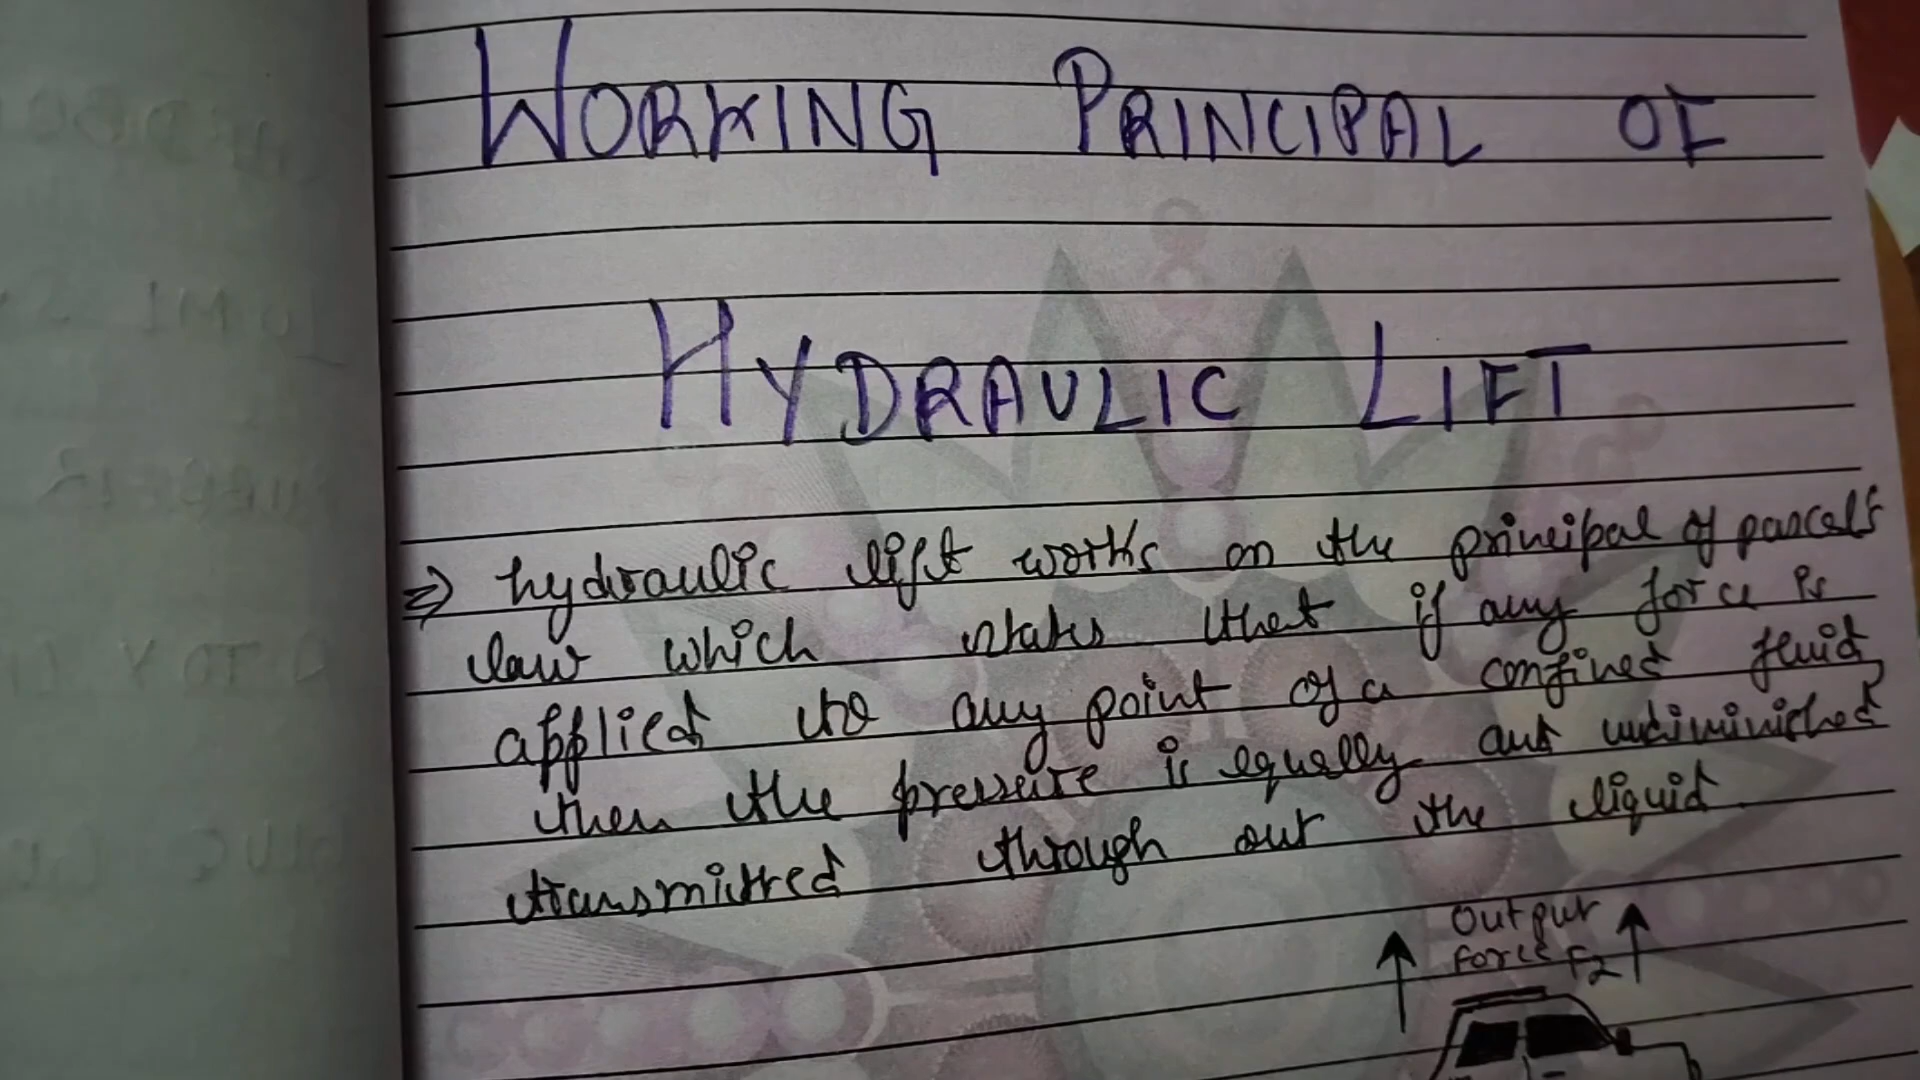 WORKING PRINCIPAL OF
HYDRAULIC LIFT
⇒ hydraulic lift works on the principal of pascals
law which states that if any force is
applied to any point of a confined fluid
then the pressure is equally and undiminished
transmitted through out the liquid
Output
force F2